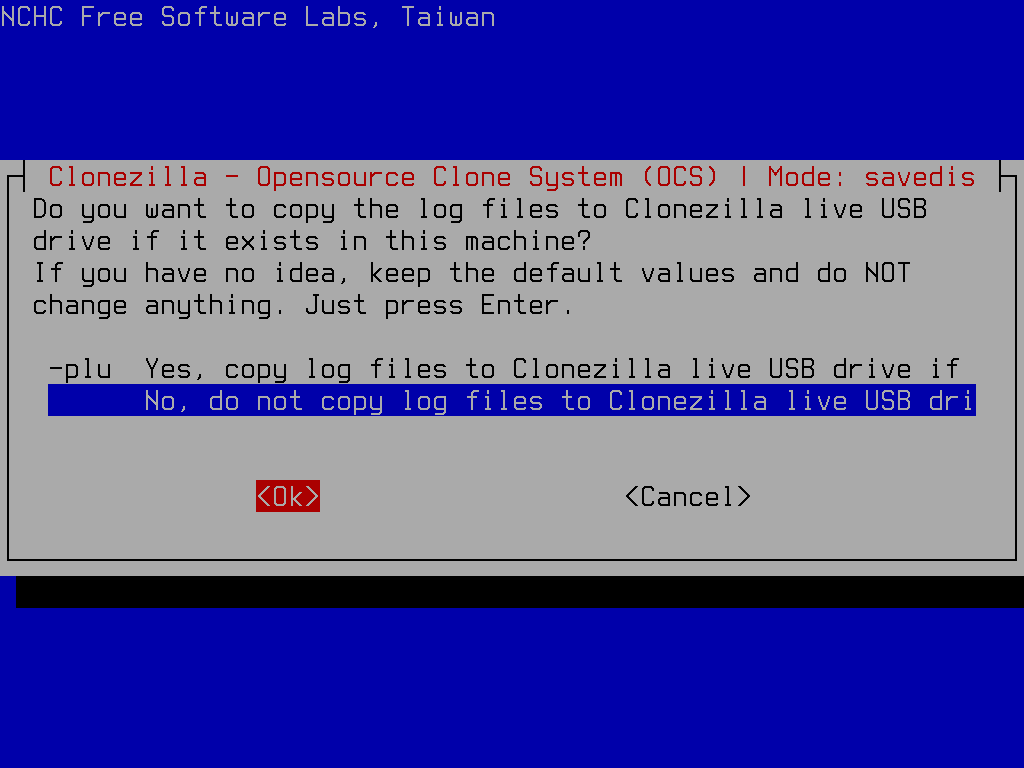 NCHC Free Software Labs, Taiwan
Clonezilla - Opensource Clone System (OCS) | Mode: savedis
Do you want to copy the log files to Clonezilla live USB
drive if it exists in this machine?
If you have no idea, keep the default values and do NOT
change anything. Just press Enter.
-plu  Yes, copy log files to Clonezilla live USB drive if
No, do not copy log files to Clonezilla live USB dri
<Ok> <Cancel>